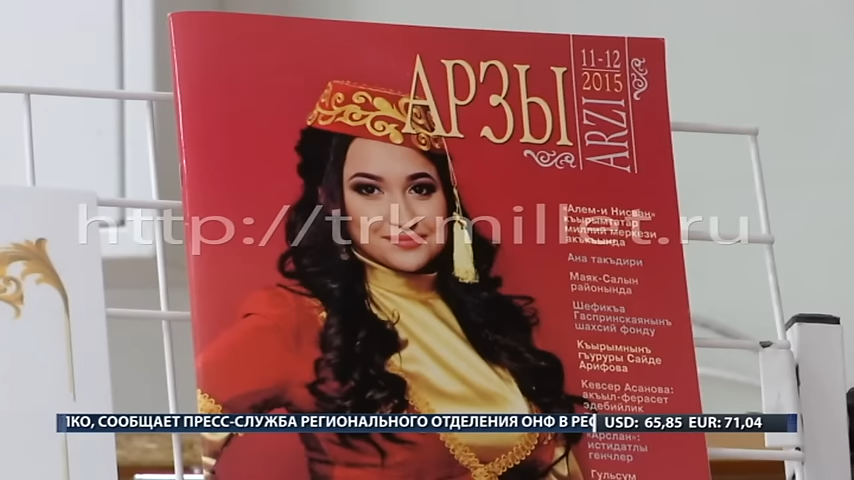 АРЗЫ
11-12
2015
ARZI
«Алем-и Нисван»
къырымтатар
миллий меркези
акъкъында
Ана такъдири
Маяк-Салын
районында
Шефикъа
Гаспринскаянынъ
шахсий фонду
Къырымнынъ
гъуруры Сайде
Арифова
Кевсер Асанова:
акъыл-ферасет
эдебийлик
"Арслан":
истидатлы
генчлер
Гульсум
http://trkmillet.ru
ІКО, СООБЩАЕТ ПРЕСС-СЛУЖБА РЕГИОНАЛЬНОГО ОТДЕЛЕНИЯ ОНФ В РЕС
USD: 65,85 EUR: 71,04